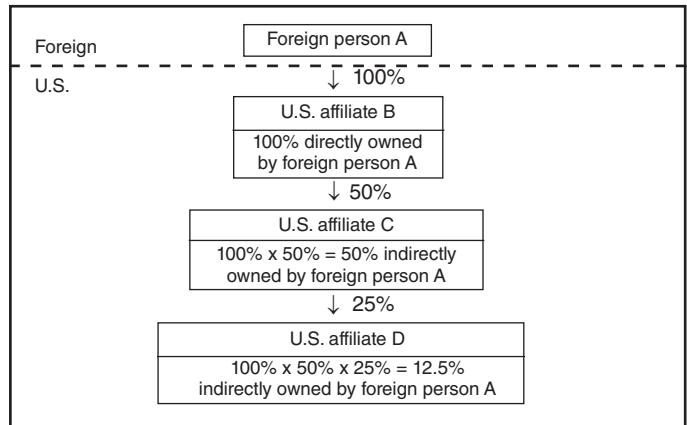 Foreign person A
Foreign
↓ 100%
U.S.
U.S. affiliate B
100% directly owned
by foreign person A
↓ 50%
U.S. affiliate C
100% x 50% = 50% indirectly
owned by foreign person A
↓ 25%
U.S. affiliate D
100% x 50% x 25% = 12.5%
indirectly owned by foreign person A